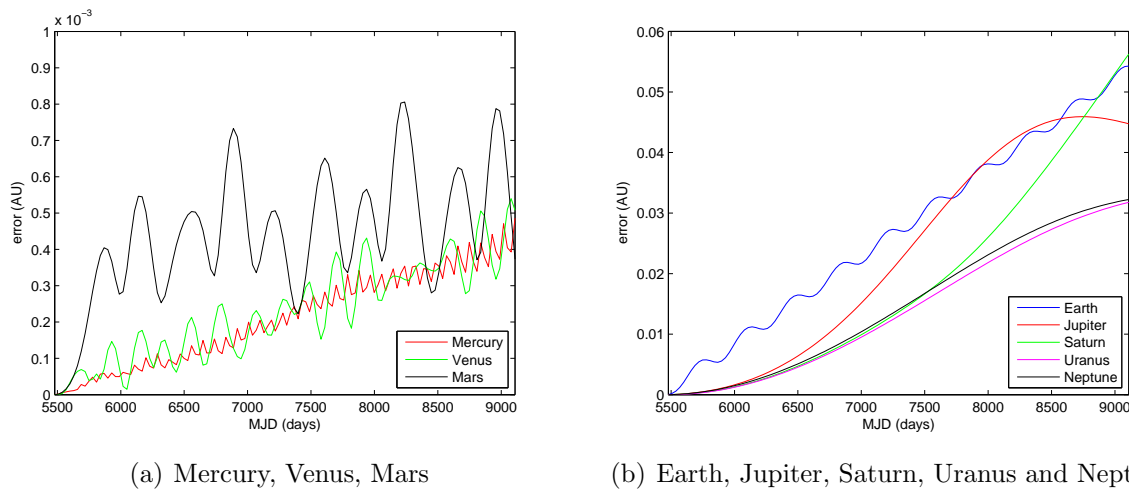 x 10⁻³
1
0.9
0.8
0.7
0.6
0.5
0.4
0.3
0.2
0.1
0
error (AU)
5500 6000 6500 7000 7500 8000 8500 9000
MJD (days)
Mercury
Venus
Mars
(a) Mercury, Venus, Mars
0.06
0.05
0.04
0.03
0.02
0.01
0
error (AU)
5500 6000 6500 7000 7500 8000 8500 9000
MJD (days)
Earth
Jupiter
Saturn
Uranus
Neptune
(b) Earth, Jupiter, Saturn, Uranus and Nept